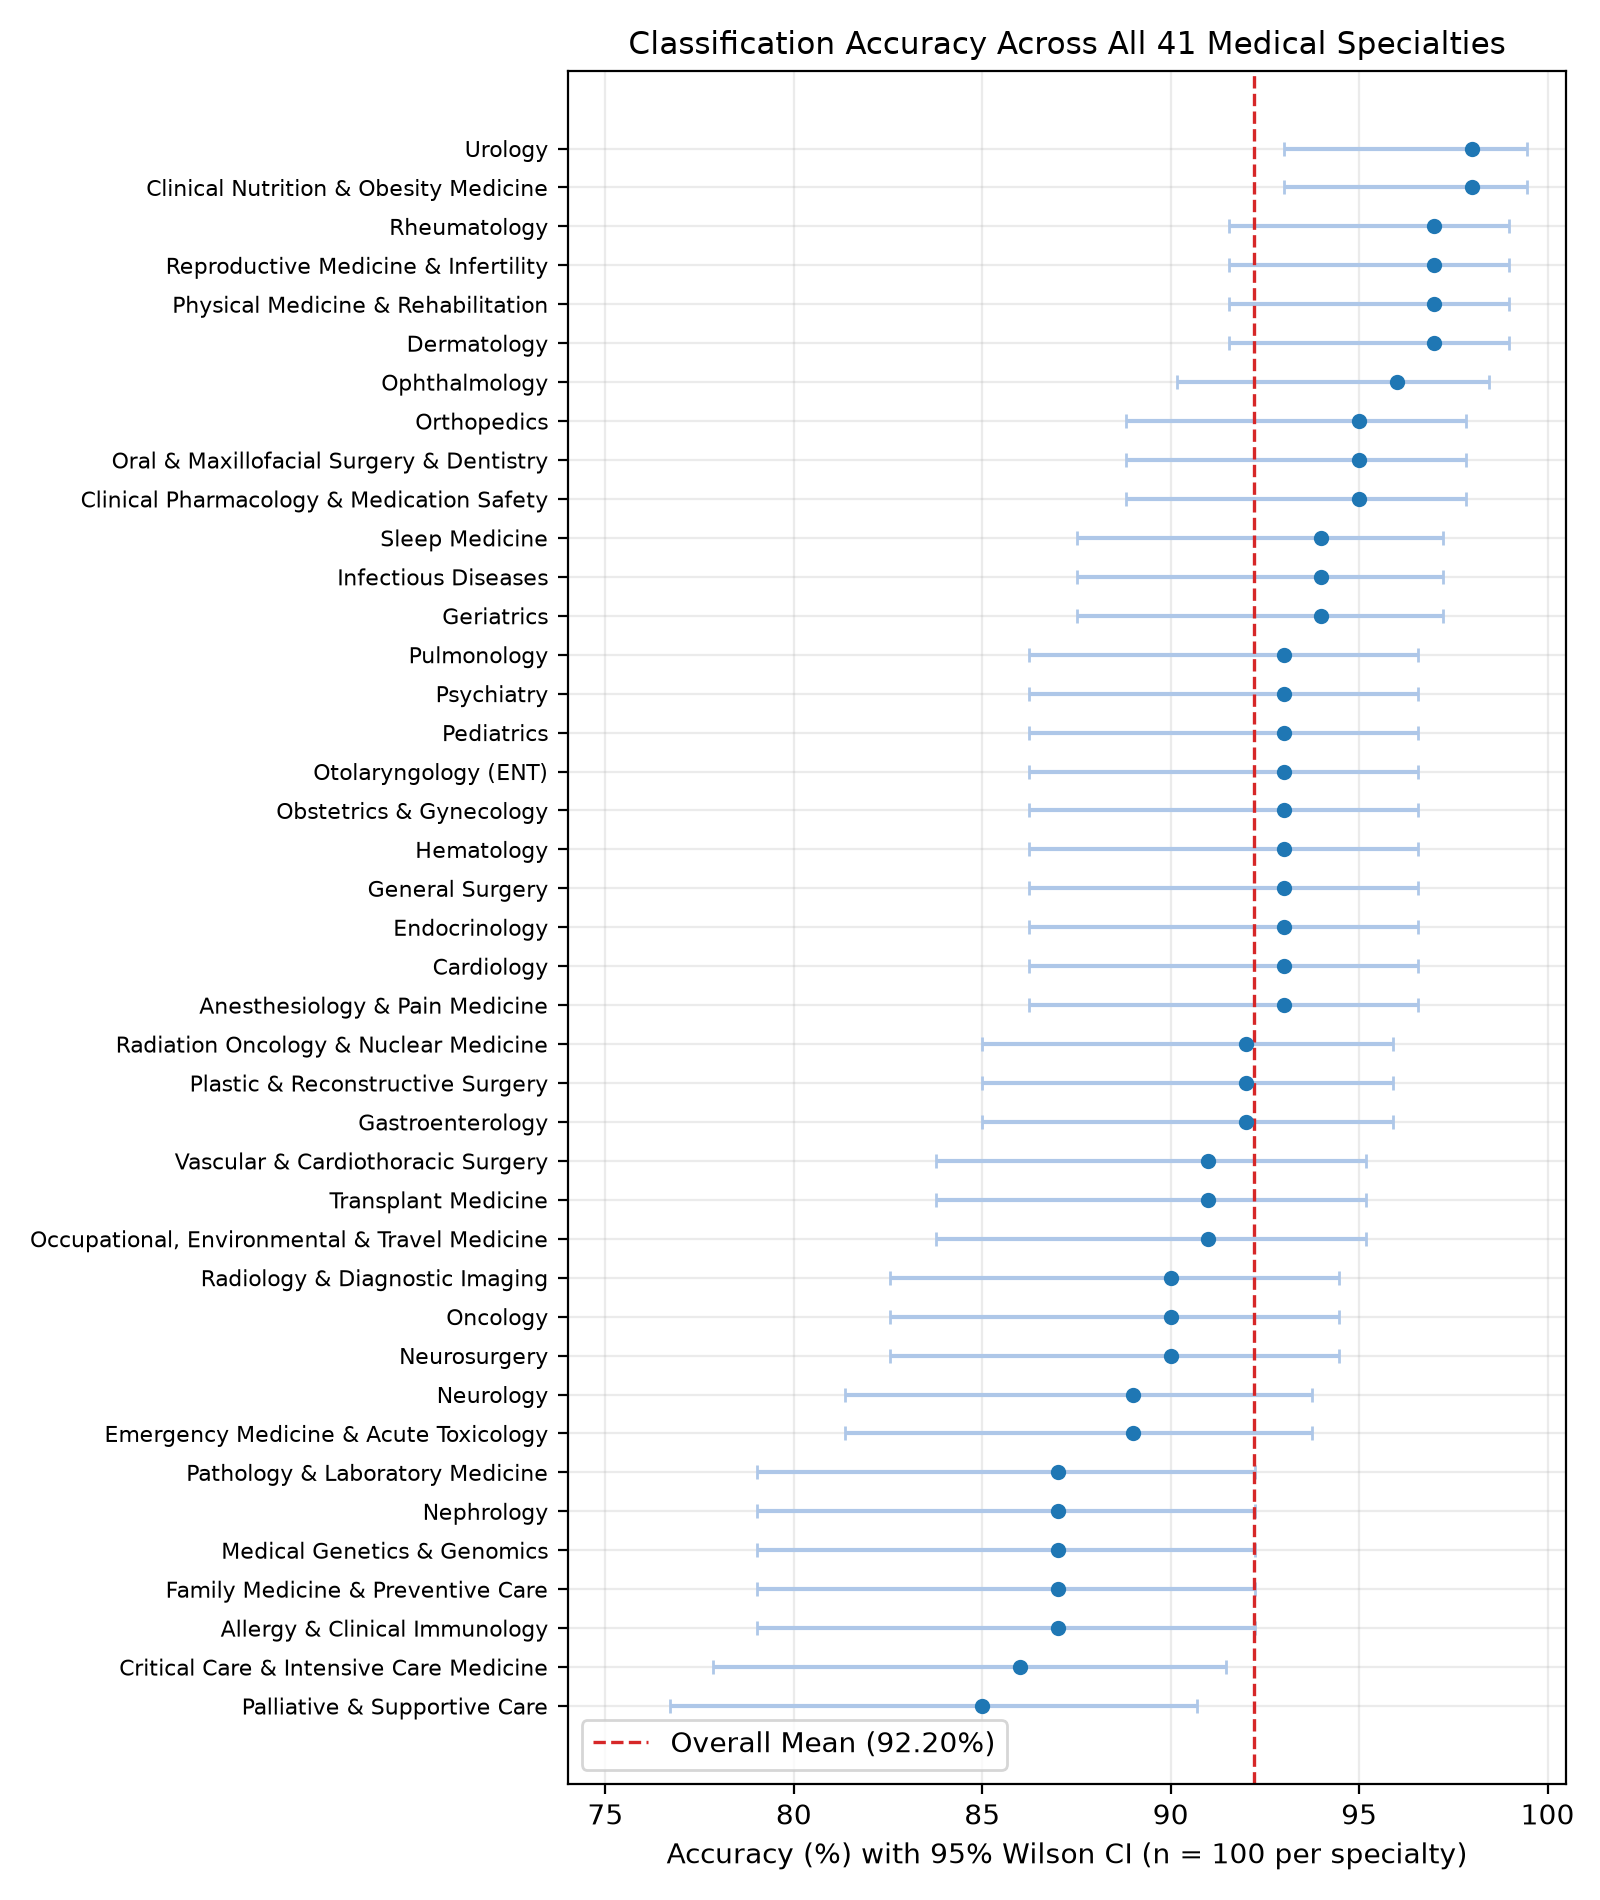 Classification Accuracy Across All 41 Medical Specialties
Urology
Clinical Nutrition & Obesity Medicine
Rheumatology
Reproductive Medicine & Infertility
Physical Medicine & Rehabilitation
Dermatology
Ophthalmology
Orthopedics
Oral & Maxillofacial Surgery & Dentistry
Clinical Pharmacology & Medication Safety
Sleep Medicine
Infectious Diseases
Geriatrics
Pulmonology
Psychiatry
Pediatrics
Otolaryngology (ENT)
Obstetrics & Gynecology
Hematology
General Surgery
Endocrinology
Cardiology
Anesthesiology & Pain Medicine
Radiation Oncology & Nuclear Medicine
Plastic & Reconstructive Surgery
Gastroenterology
Vascular & Cardiothoracic Surgery
Transplant Medicine
Occupational, Environmental & Travel Medicine
Radiology & Diagnostic Imaging
Oncology
Neurosurgery
Neurology
Emergency Medicine & Acute Toxicology
Pathology & Laboratory Medicine
Nephrology
Medical Genetics & Genomics
Family Medicine & Preventive Care
Allergy & Clinical Immunology
Critical Care & Intensive Care Medicine
Palliative & Supportive Care
Overall Mean (92.20%)
75 80 85 90 95 100
Accuracy (%) with 95% Wilson CI (n = 100 per specialty)